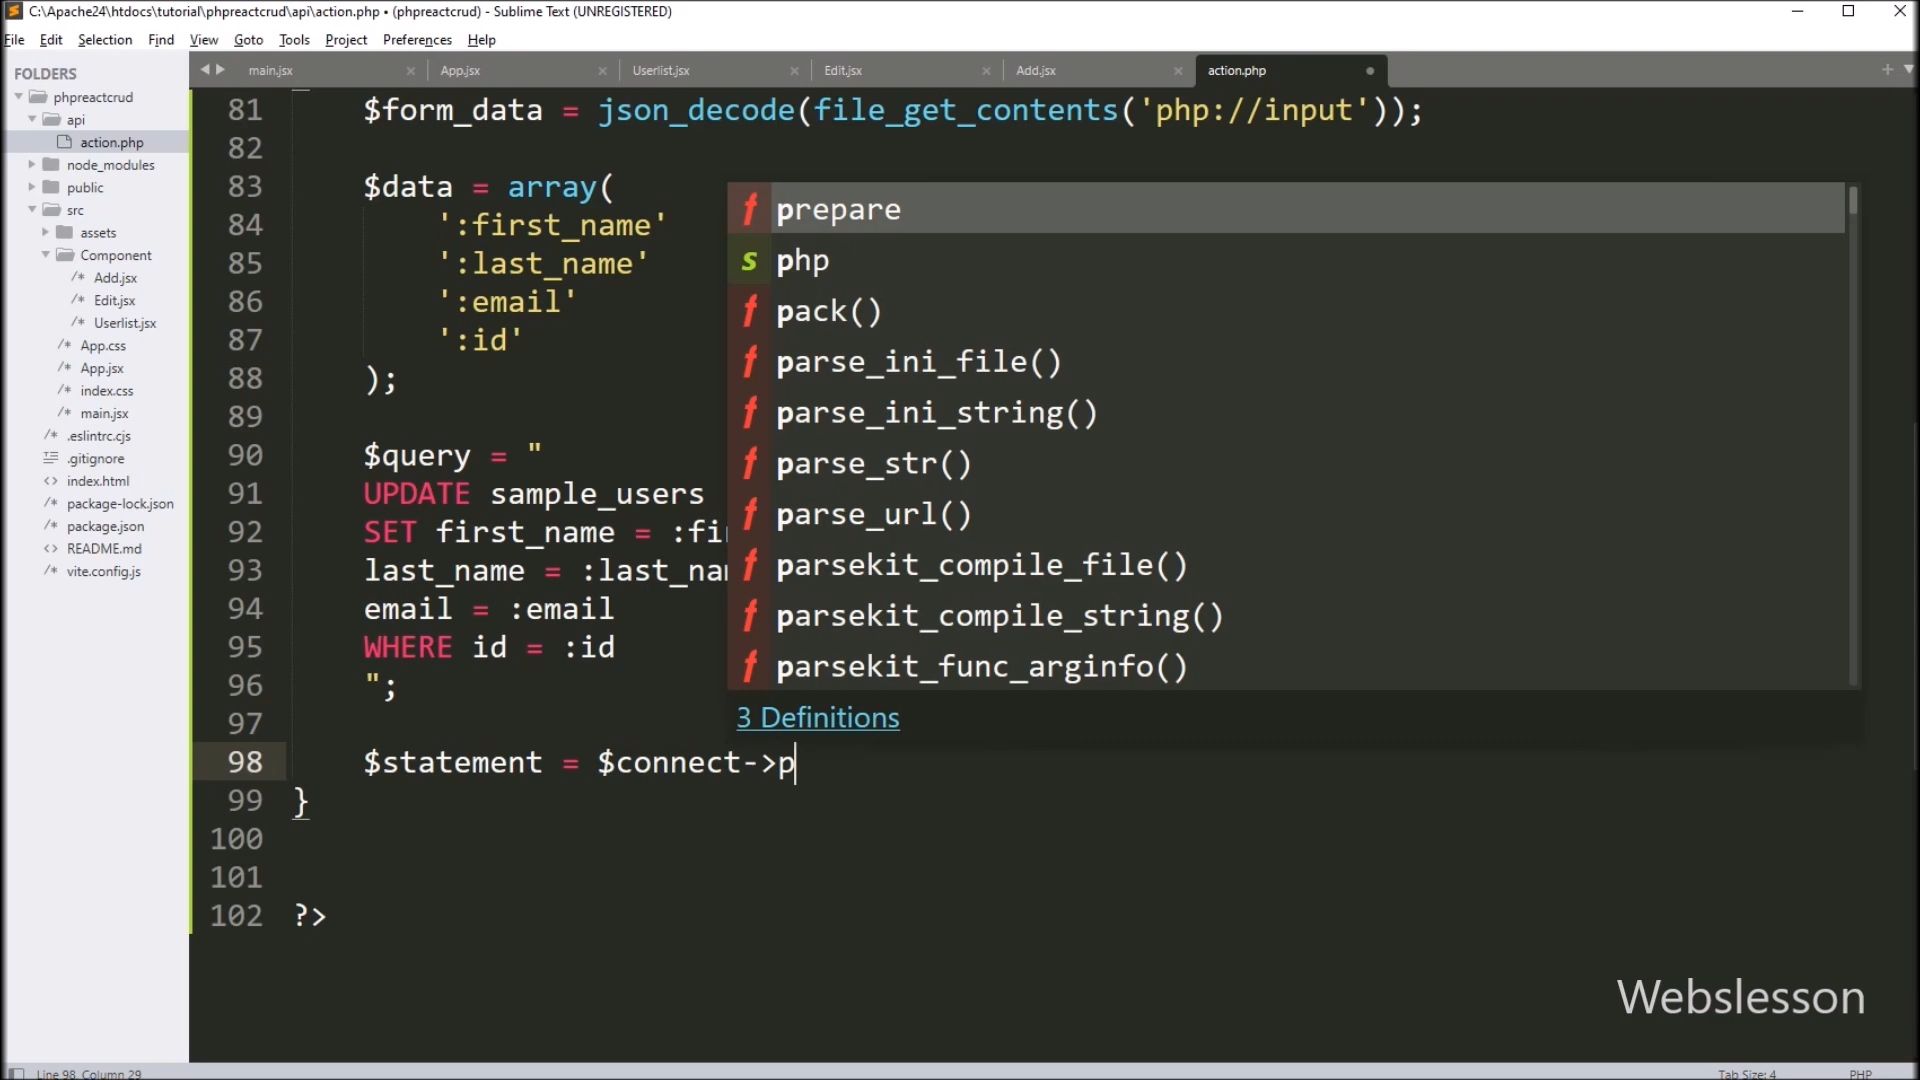 C:\Apache24\htdocs\tutorial\phpreactcrud\api\action.php • (phpreactcrud) - Sublime Text (UNREGISTERED)
File Edit Selection Find View Goto Tools Project Preferences Help
FOLDERS
phpreactcrud
api
action.php
node_modules
public
src
assets
Component
Add.jsx
Edit.jsx
Userlist.jsx
App.css
App.jsx
index.css
main.jsx
.eslintrc.cjs
.gitignore
index.html
package-lock.json
package.json
README.md
vite.config.js
main.jsx App.jsx Userlist.jsx Edit.jsx Add.jsx action.php
81 $form_data = json_decode(file_get_contents('php://input'));
82
83 $data = array(
84 ':first_name'
85 ':last_name'
86 ':email'
87 ':id'
88 );
89
90 $query = "
91 UPDATE sample_users
92 SET first_name = :fir
93 last_name = :last_nam
94 email = :email
95 WHERE id = :id
96 ";
97
98 $statement = $connect->p
99 }
100
101
102 ?>
f prepare
s php
f pack()
f parse_ini_file()
f parse_ini_string()
f parse_str()
f parse_url()
f parsekit_compile_file()
f parsekit_compile_string()
f parsekit_func_arginfo()
3 Definitions
Webslesson
Line 98, Column 29
Tab Size: 4 PHP